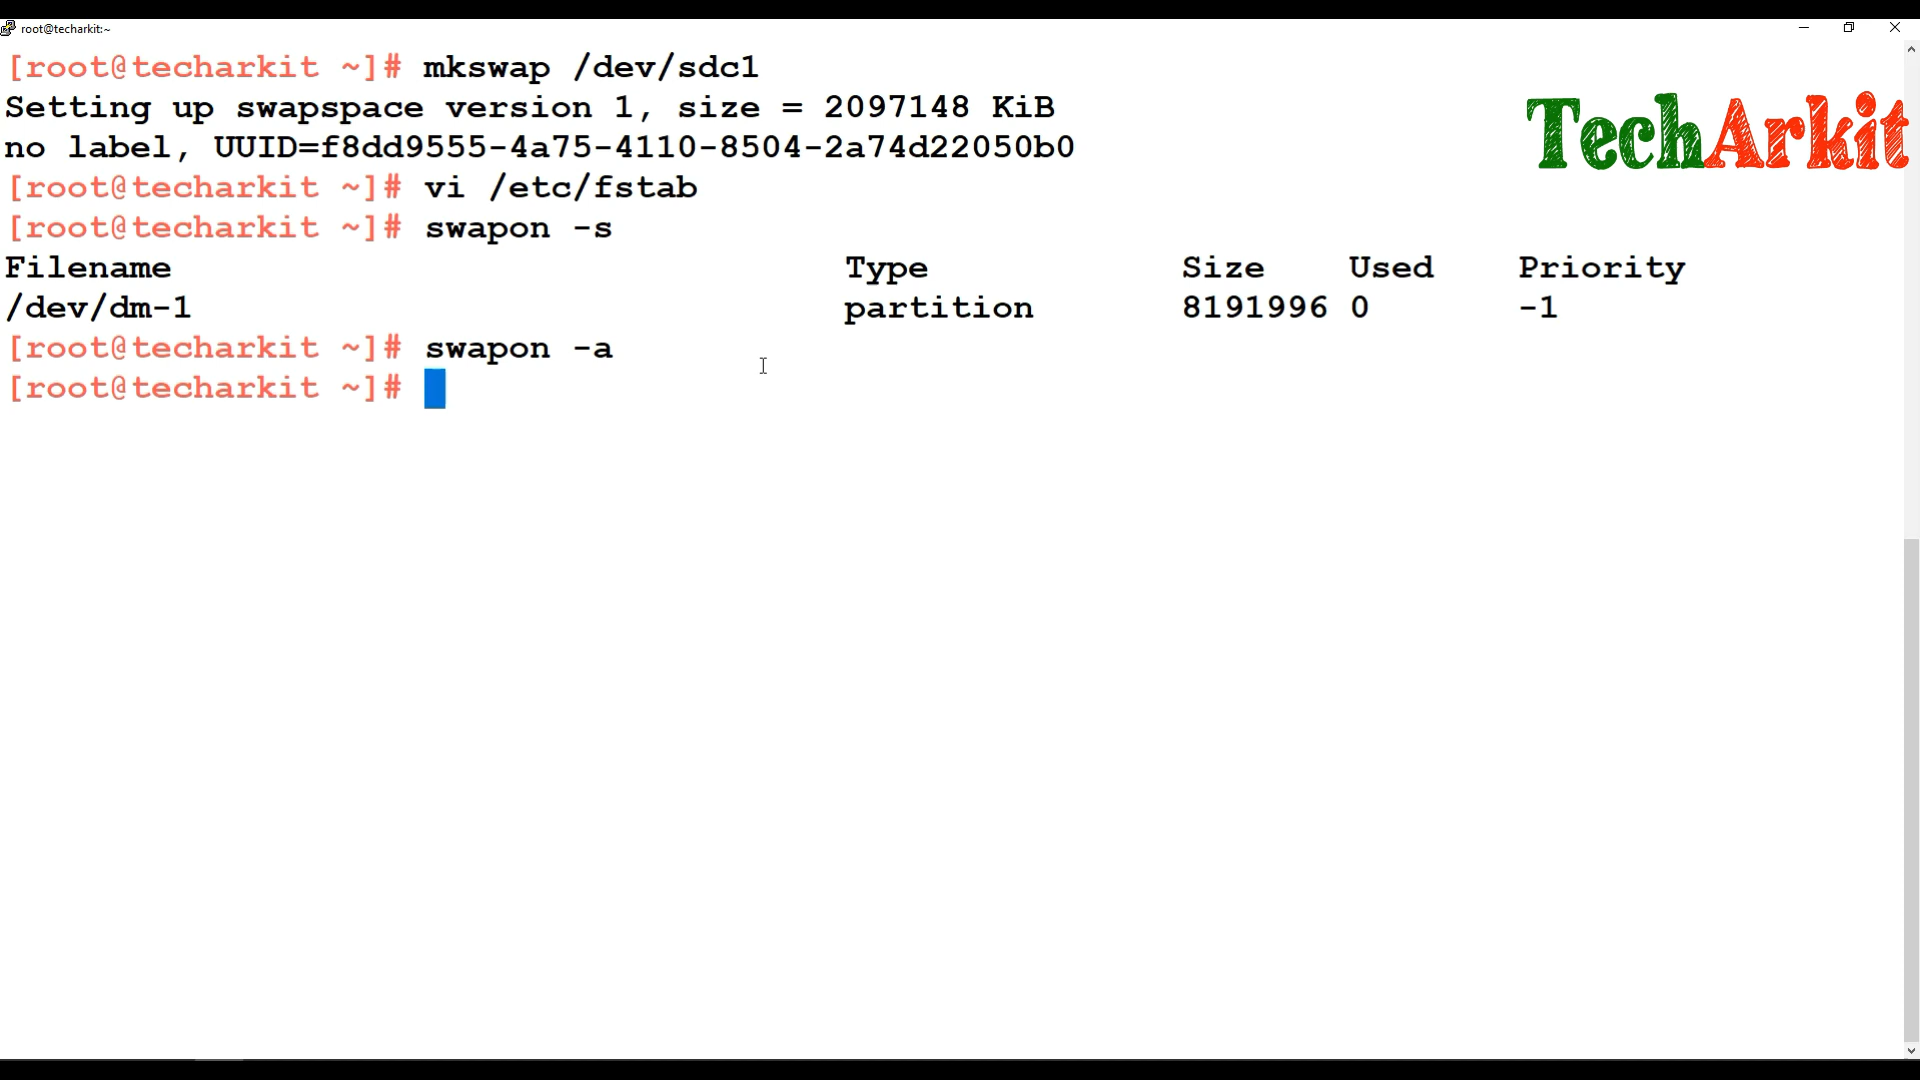 root@techarkit:~
[root@techarkit ~]# mkswap /dev/sdc1
Setting up swapspace version 1, size = 2097148 KiB
no label, UUID=f8dd9555-4a75-4110-8504-2a74d22050b0
[root@techarkit ~]# vi /etc/fstab
[root@techarkit ~]# swapon -s
Filename Type Size Used Priority
/dev/dm-1 partition 8191996 0 -1
[root@techarkit ~]# swapon -a
[root@techarkit ~]#
TechArkit